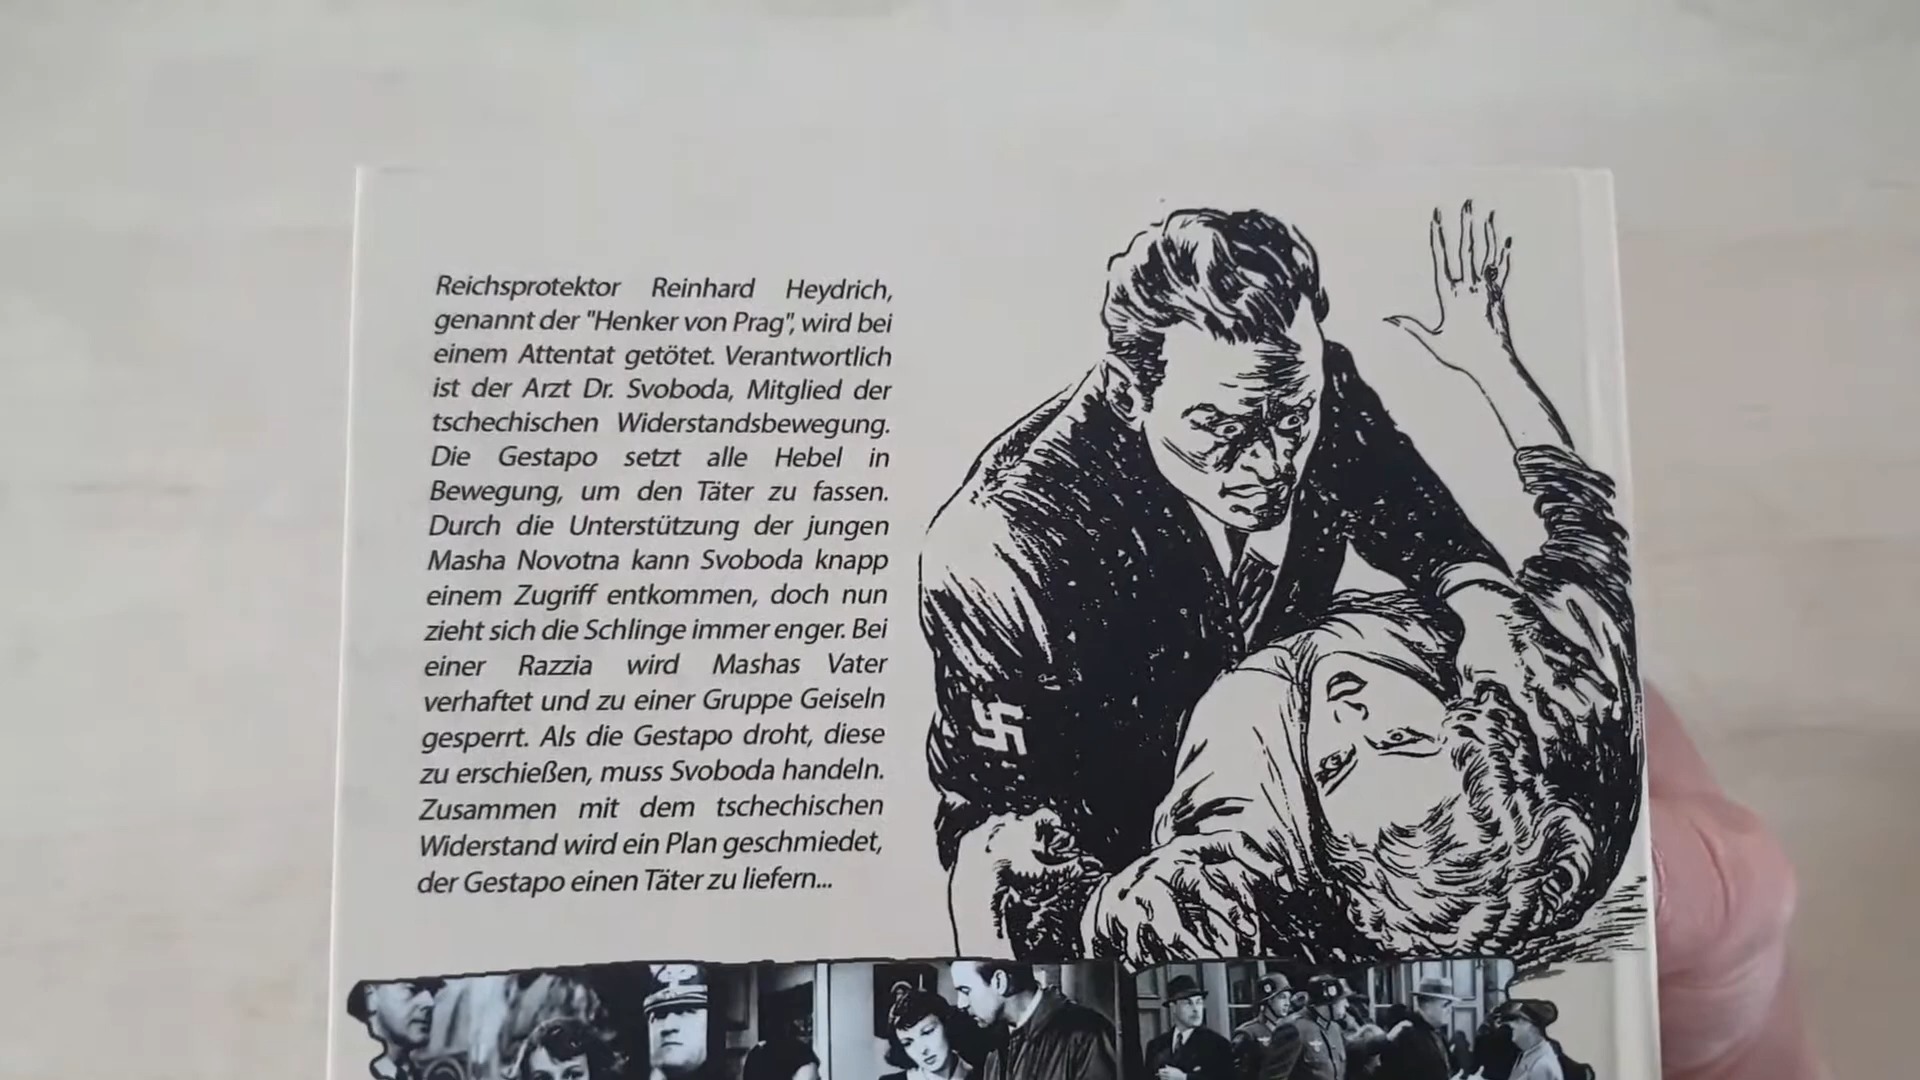 Reichsprotektor Reinhard Heydrich,
genannt der "Henker von Prag", wird bei
einem Attentat getötet. Verantwortlich
ist der Arzt Dr. Svoboda, Mitglied der
tschechischen Widerstandsbewegung.
Die Gestapo setzt alle Hebel in
Bewegung, um den Täter zu fassen.
Durch die Unterstützung der jungen
Masha Novotna kann Svoboda knapp
einem Zugriff entkommen, doch nun
zieht sich die Schlinge immer enger. Bei
einer Razzia wird Mashas Vater
verhaftet und zu einer Gruppe Geiseln
gesperrt. Als die Gestapo droht, diese
zu erschießen, muss Svoboda handeln.
Zusammen mit dem tschechischen
Widerstand wird ein Plan geschmiedet,
der Gestapo einen Täter zu liefern...